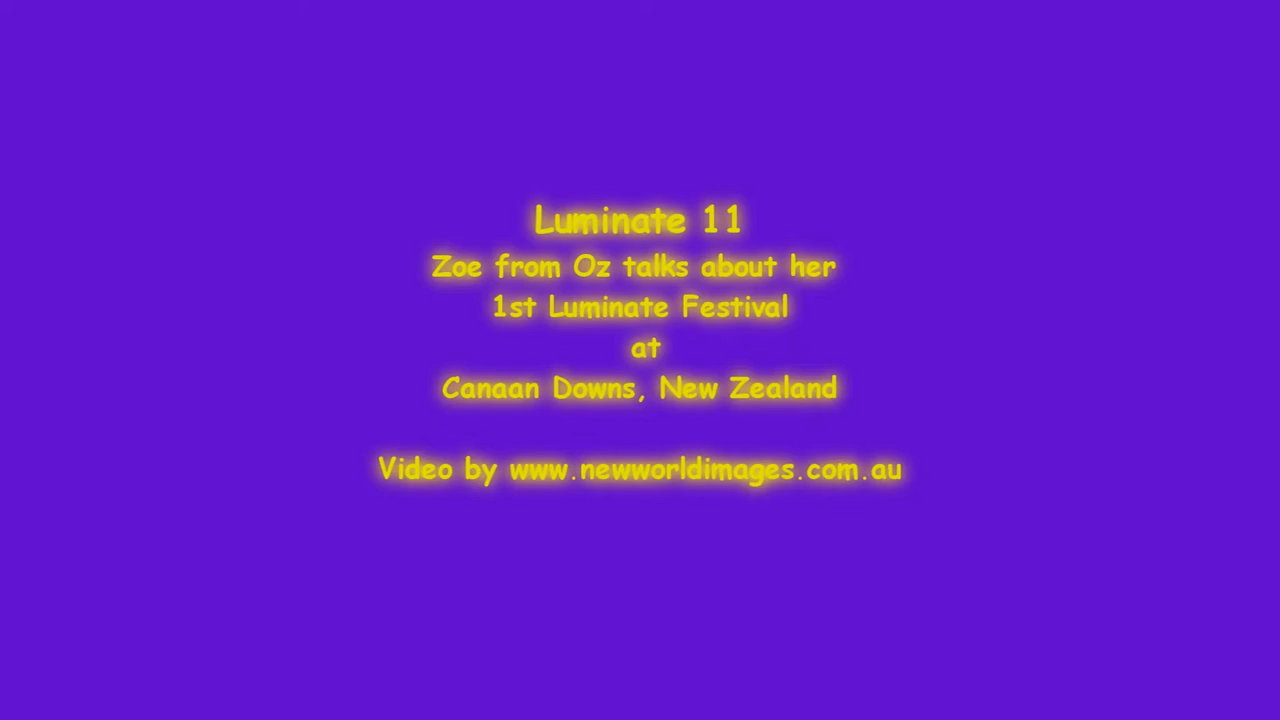 Luminate 11
Zoe from Oz talks about her
1st Luminate Festival
at
Canaan Downs, New Zealand
Video by www.newworldimages.com.au